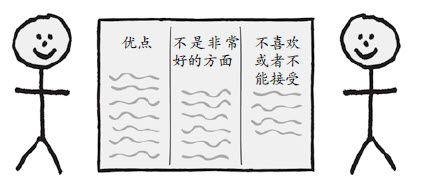 优点
不是非常
好的方面
不喜欢
或者不
能接受